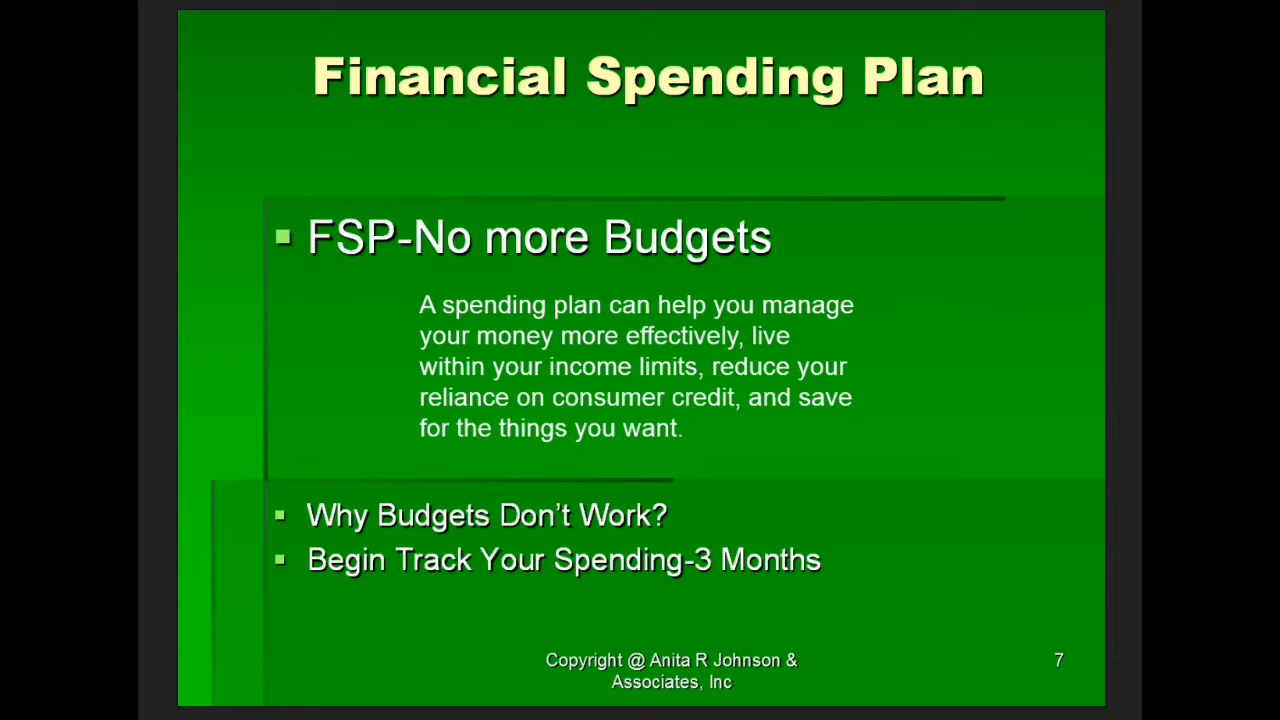 Financial Spending Plan
FSP-No more Budgets
A spending plan can help you manage
your money more effectively, live
within your income limits, reduce your
reliance on consumer credit, and save
for the things you want.
Why Budgets Don't Work?
Begin Track Your Spending-3 Months
Copyright @ Anita R Johnson &
Associates, Inc
7